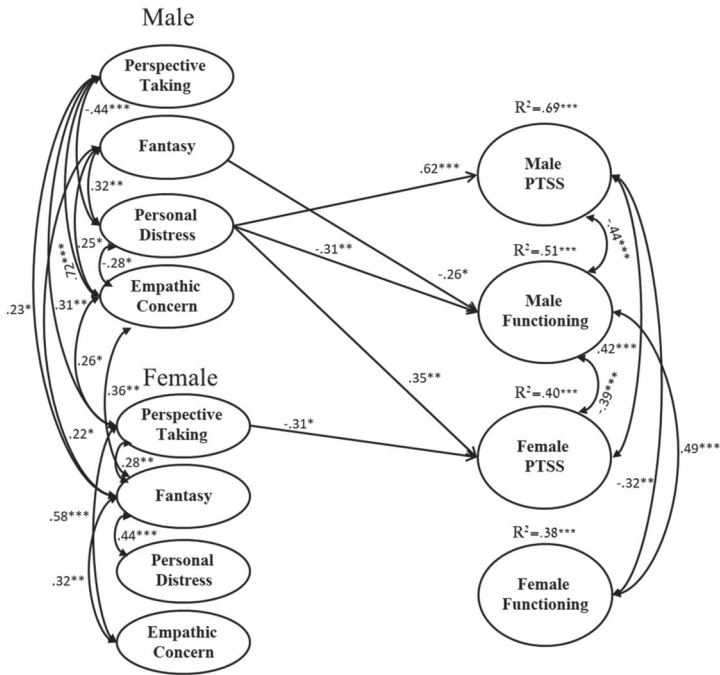 Male
Perspective
Taking
-.44***
R²=.69***
Fantasy
Male
PTSS
.62***
.32**
Personal
Distress
-.44***
.25*
-.31**
R²=.51***
.72***
-.28*
-.26*
Empathic
Concern
Male
Functioning
.23*
.31**
.42***
.26*
.36**
.35**
R²=.40***
-.39***
Female
Perspective
Taking
-.31*
.22*
Female
PTSS
.49***
.28**
-.32**
Fantasy
.58***
.44***
R²=.38***
Personal
Distress
.32**
Female
Functioning
Empathic
Concern